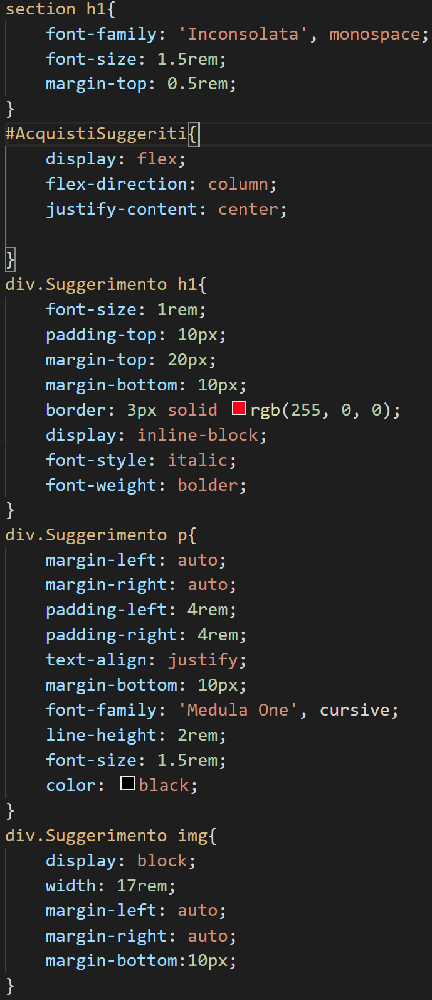 section h1{
    font-family: 'Inconsolata', monospace;
    font-size: 1.5rem;
    margin-top: 0.5rem;
}
#AcquistiSuggeriti{
    display: flex;
    flex-direction: column;
    justify-content: center;

}
div.Suggerimento h1{
    font-size: 1rem;
    padding-top: 10px;
    margin-top: 20px;
    margin-bottom: 10px;
    border: 3px solid rgb(255, 0, 0);
    display: inline-block;
    font-style: italic;
    font-weight: bolder;
}
div.Suggerimento p{
    margin-left: auto;
    margin-right: auto;
    padding-left: 4rem;
    padding-right: 4rem;
    text-align: justify;
    margin-bottom: 10px;
    font-family: 'Medula One', cursive;
    line-height: 2rem;
    font-size: 1.5rem;
    color: black;
}
div.Suggerimento img{
    display: block;
    width: 17rem;
    margin-left: auto;
    margin-right: auto;
    margin-bottom:10px;
}